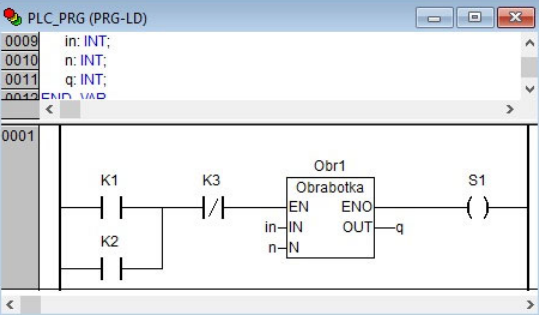 PLC_PRG (PRG-LD)
0009 in: INT;
0010 n: INT;
0011 q: INT;
0012 END_VAR
0001
Obr1
K1 K3 Obrabotka S1
EN ENO
K2 in IN OUT q
n N